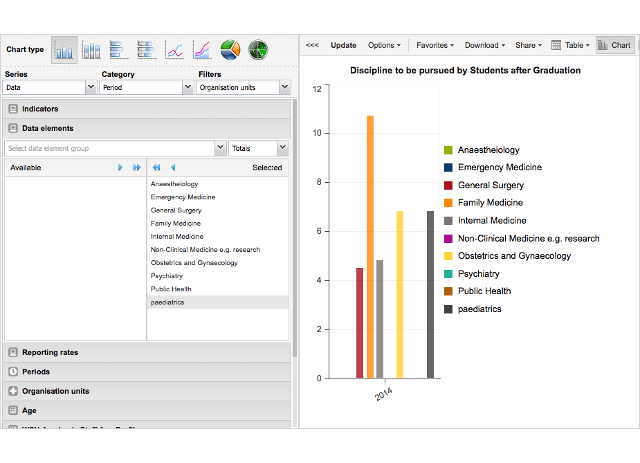 Chart type
<<< Update Options Favorites Download Share Table Chart
Series Category Filters
Data Period Organisation units
Indicators
Data elements
Select data element group Totals
Available Selected
Anaestheiology
Emergency Medicine
General Surgery
Family Medicine
Internal Medicine
Non-Clinical Medicine e.g. research
Obstetrics and Gynaecology
Psychiatry
Public Health
paediatrics
Reporting rates
Periods
Organisation units
Age
Discipline to be pursued by Students after Graduation
12
10
8
6
4
2
0
2014
Anaestheiology
Emergency Medicine
General Surgery
Family Medicine
Internal Medicine
Non-Clinical Medicine e.g. research
Obstetrics and Gynaecology
Psychiatry
Public Health
paediatrics